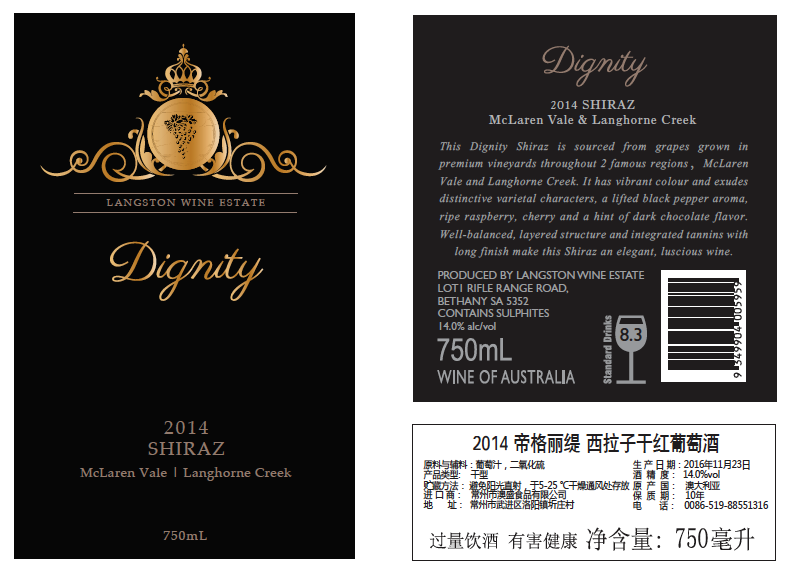 LANGSTON WINE ESTATE
Dignity
2014
SHIRAZ
McLaren Vale | Langhorne Creek
750mL
Dignity
2014 SHIRAZ
McLaren Vale & Langhorne Creek
This Dignity Shiraz is sourced from grapes grown in
premium vineyards throughout 2 famous regions, McLaren
Vale and Langhorne Creek. It has vibrant colour and exudes
distinctive varietal characters, a lifted black pepper aroma,
ripe raspberry, cherry and a hint of dark chocolate flavor.
Well-balanced, layered structure and integrated tannins with
long finish make this Shiraz an elegant, luscious wine.
PRODUCED BY LANGSTON WINE ESTATE
LOT1 RIFLE RANGE ROAD,
BETHANY SA 5352
CONTAINS SULPHITES
14.0% alc/vol
750mL
WINE OF AUSTRALIA
Standard Drinks
8.3
9 349904 005959
2014 帝格丽缇 西拉子干红葡萄酒
原料与辅料：葡萄汁，二氧化硫 生产日期：2016年11月23日
产品类型: 干型 酒精度: 14.0%vol
贮藏方法：避免阳光直射，于5-25℃干燥通风处存放 原产国: 澳大利亚
进口商: 常州市澳盛食品有限公司 保质期: 10年
地址: 常州市武进区洛阳镇圻庄村 电话: 0086-519-88551316
过量饮酒 有害健康 净含量: 750毫升